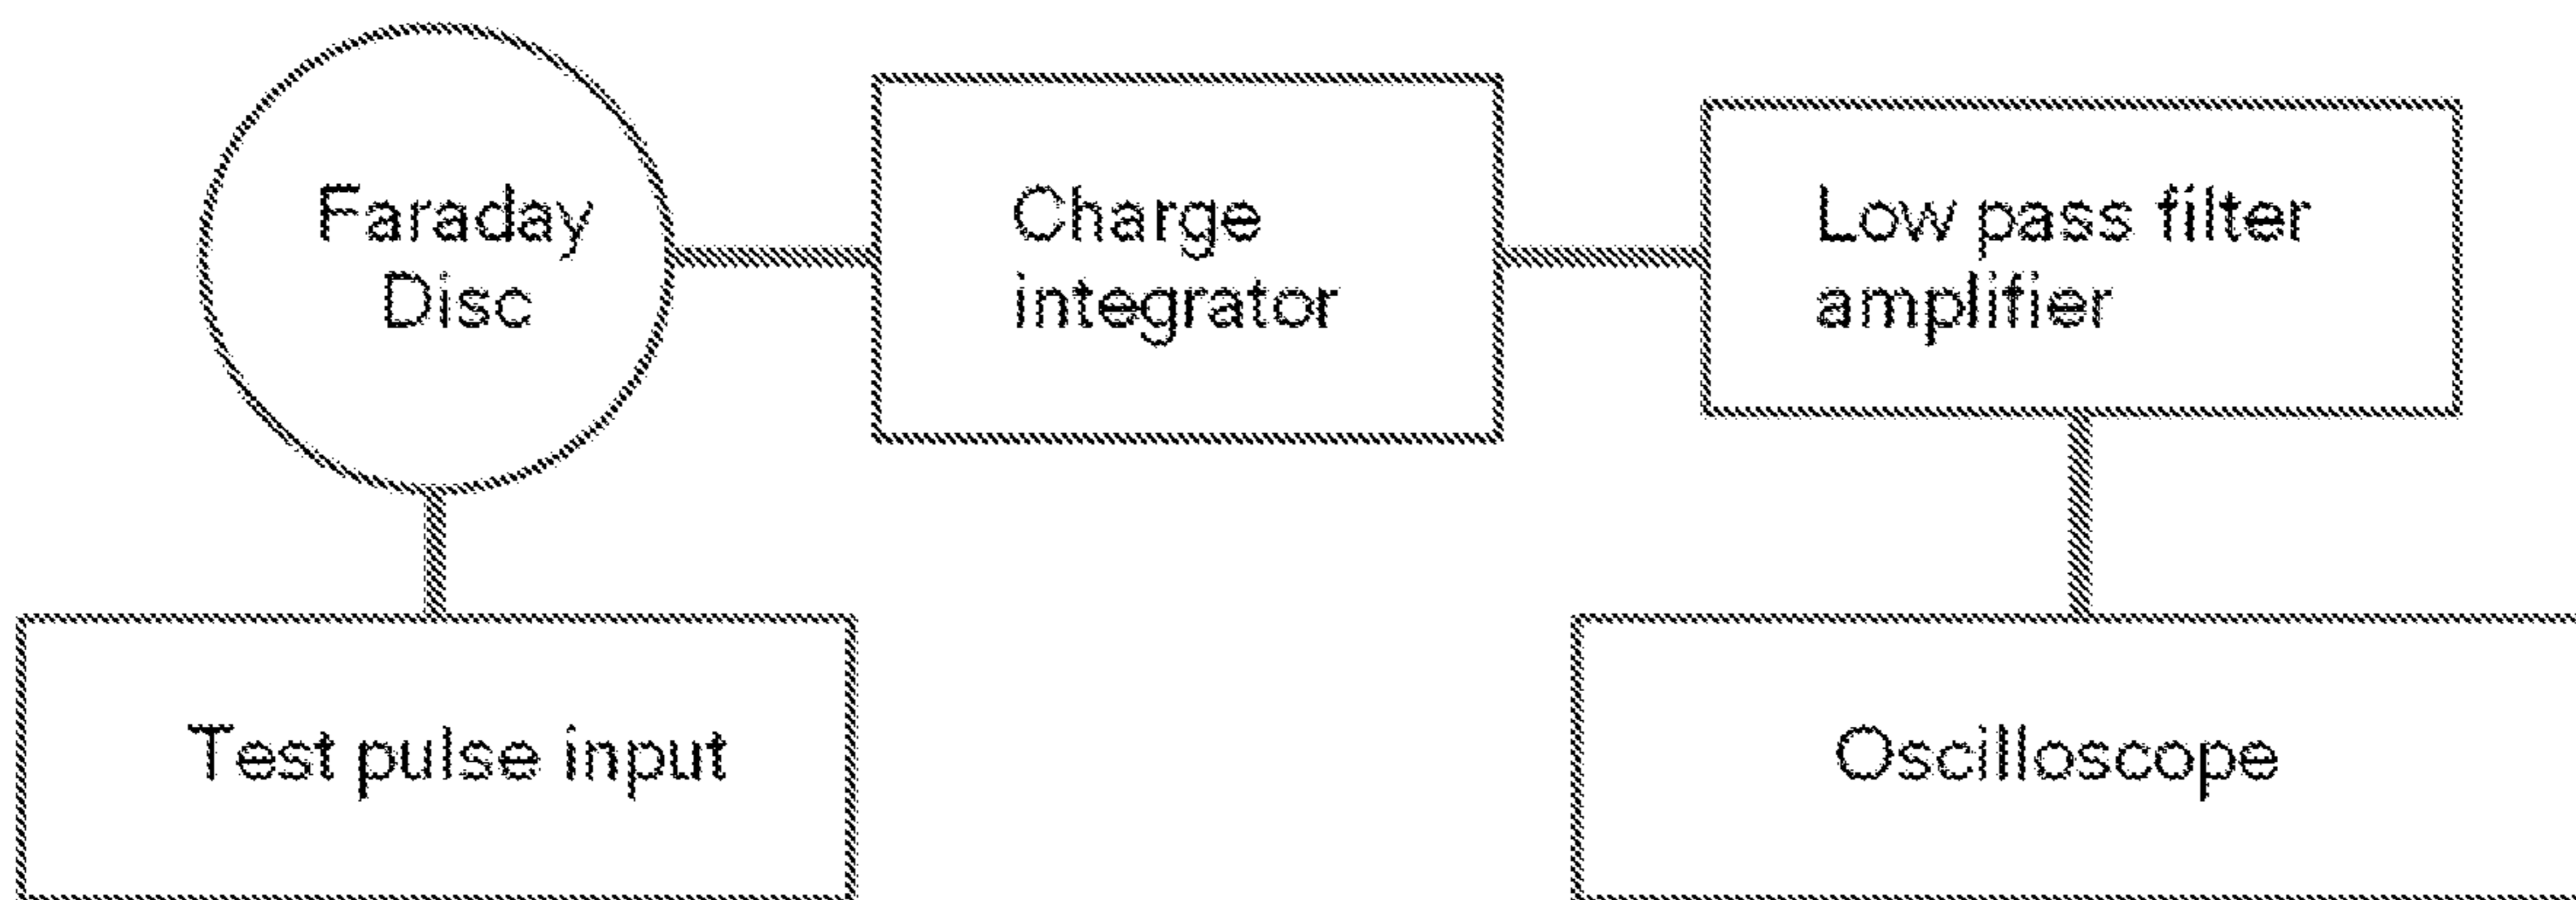 Faraday
Disc
Charge
integrator
Low pass filter
amplifier
Test pulse input
Oscilloscope